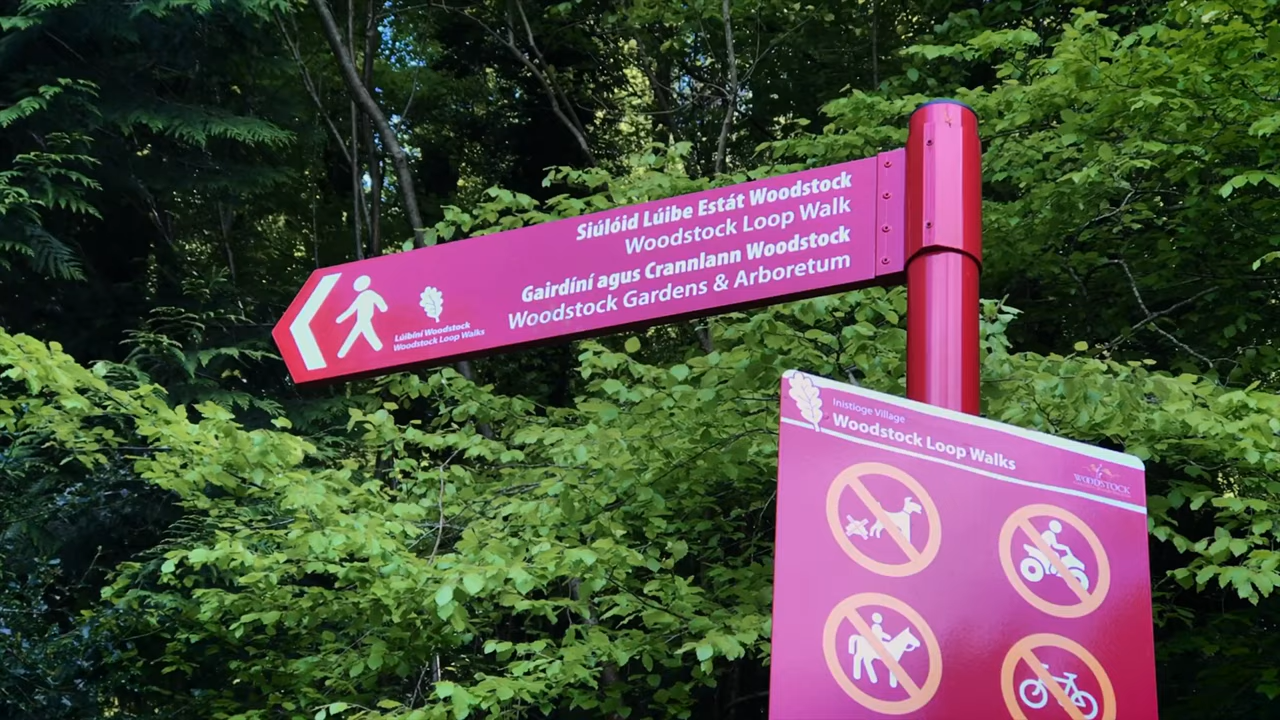 Siúlóid Lúibe Estát Woodstock
Woodstock Loop Walk
Gairdíní agus Crannlann Woodstock
Woodstock Gardens & Arboretum
Lúibíní Woodstock
Woodstock Loop Walks
Inistioge Village
Woodstock Loop Walks
WOODSTOCK